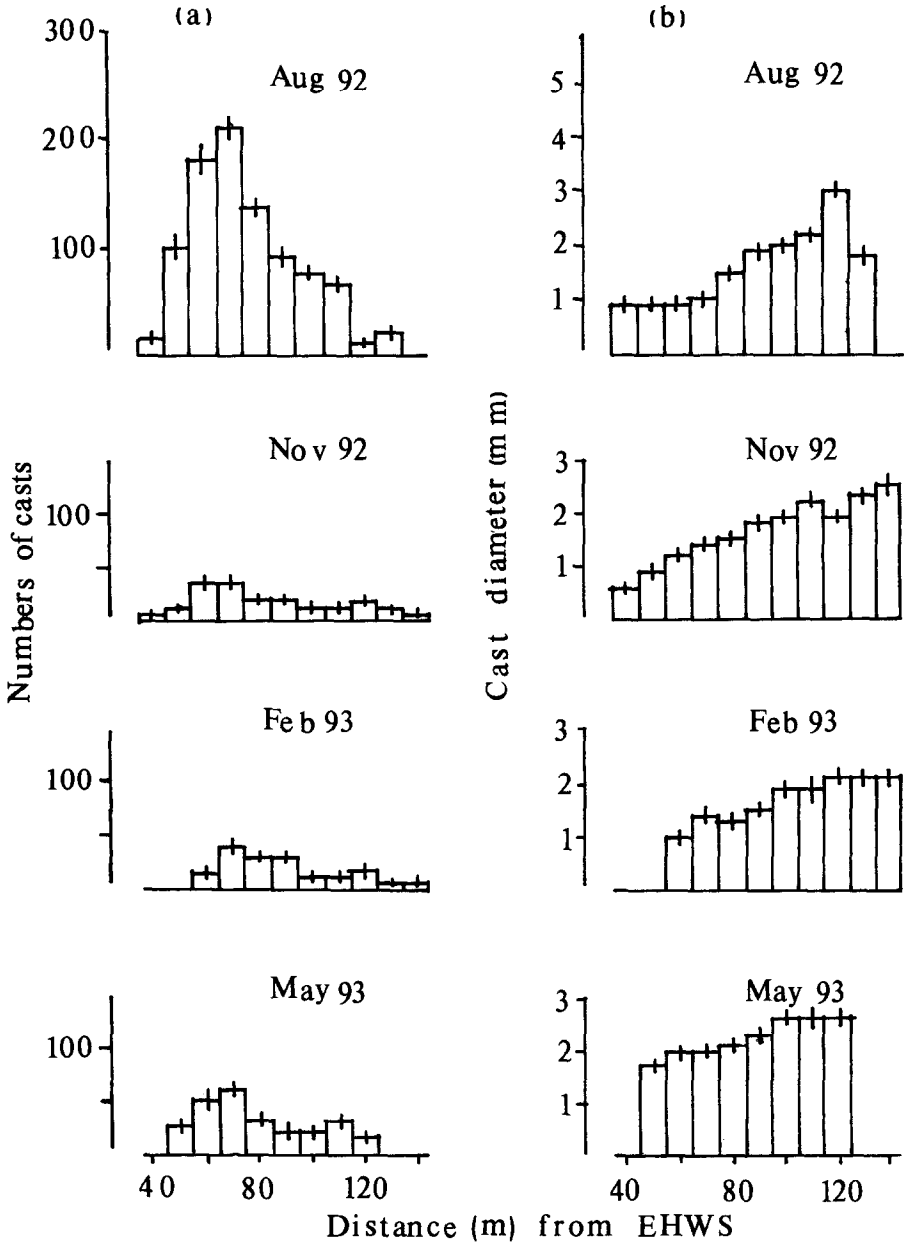 (a)
300
200
100
Aug 92
Nov 92
100
Feb 93
100
May 93
100
40 80 120
Numbers of casts
(b)
5
4
3
2
1
Aug 92
Nov 92
3
2
1
Feb 93
3
2
1
May 93
3
2
1
40 80 120
Cast diameter (mm)
Distance (m) from EHWS